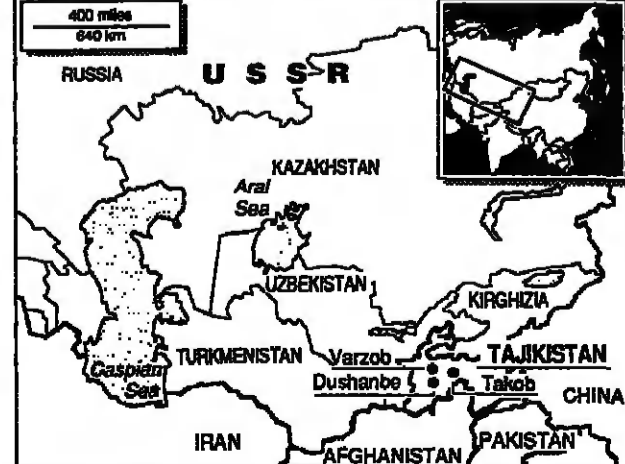 400 miles
640 km
RUSSIA
U S S R
KAZAKHSTAN
Aral
Sea
UZBEKISTAN
KIRGHIZIA
TURKMENISTAN
Varzob
TAJIKISTAN
Caspian
Sea
Dushanbe
Takob
CHINA
IRAN
AFGHANISTAN
PAKISTAN